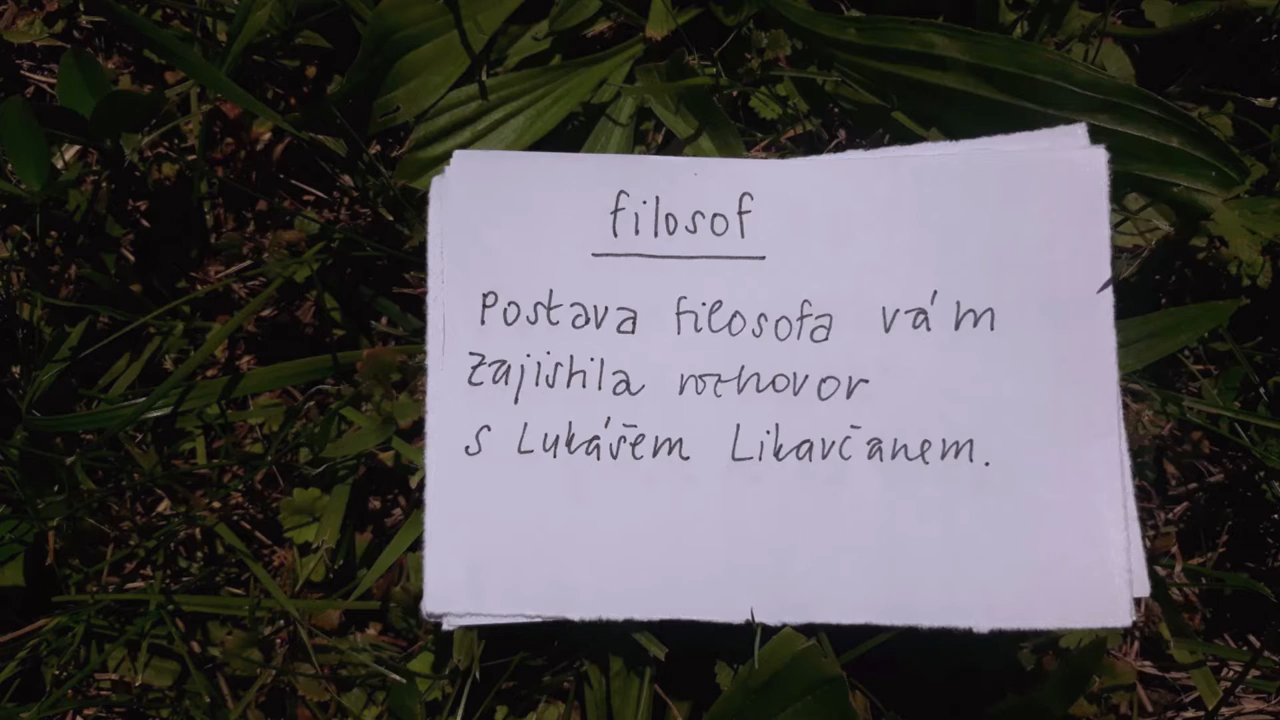 filosof
Postava filosofa vám
zajistila rozhovor
s Lukášem Likavčanem.